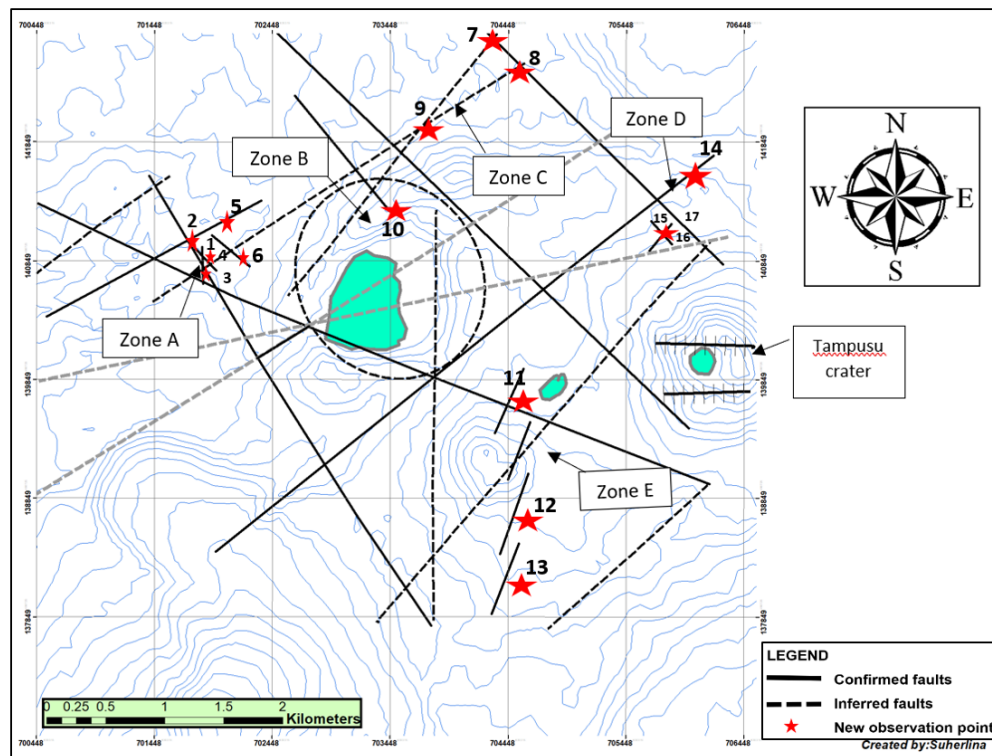 700448 701448 702448 703448 704448 705448 706448
7
8
9
Zone B
Zone C
Zone D
14
141849 141849
N
W E
S
10
5
2
1
4
6
3
15
17
16
140849 140849
Zone A
Tampusu
crater
139849 139849
11
Zone E
138849 138849
12
13
137849 137849
0 0.25 0.5 1 1.5 2
Kilometers
LEGEND
Confirmed faults
Inferred faults
New observation point
Created by:Suherlina
700448 701448 702448 703448 704448 705448 706448